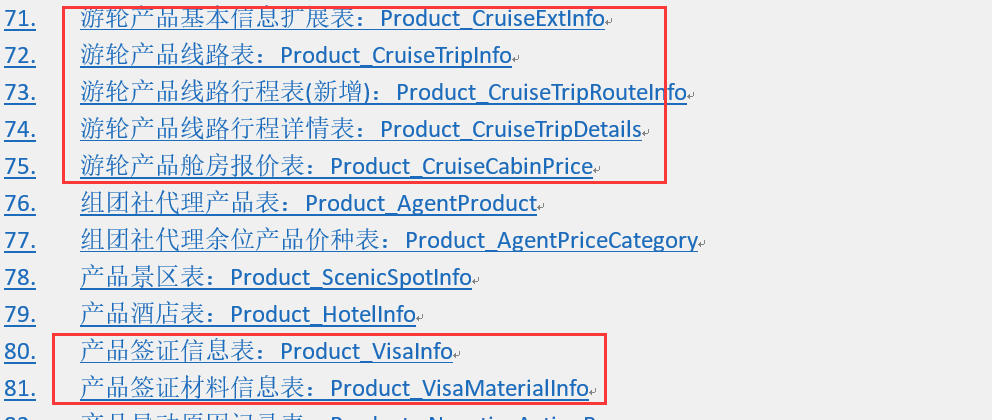 71. 游轮产品基本信息扩展表：Product_CruiseExtInfo
72. 游轮产品线路表：Product_CruiseTripInfo
73. 游轮产品线路行程表(新增)：Product_CruiseTripRouteInfo
74. 游轮产品线路行程详情表：Product_CruiseTripDetails
75. 游轮产品舱房报价表：Product_CruiseCabinPrice
76. 组团社代理产品表：Product_AgentProduct
77. 组团社代理余位产品价种表：Product_AgentPriceCategory
78. 产品景区表：Product_ScenicSpotInfo
79. 产品酒店表：Product_HotelInfo
80. 产品签证信息表：Product_VisaInfo
81. 产品签证材料信息表：Product_VisaMaterialInfo